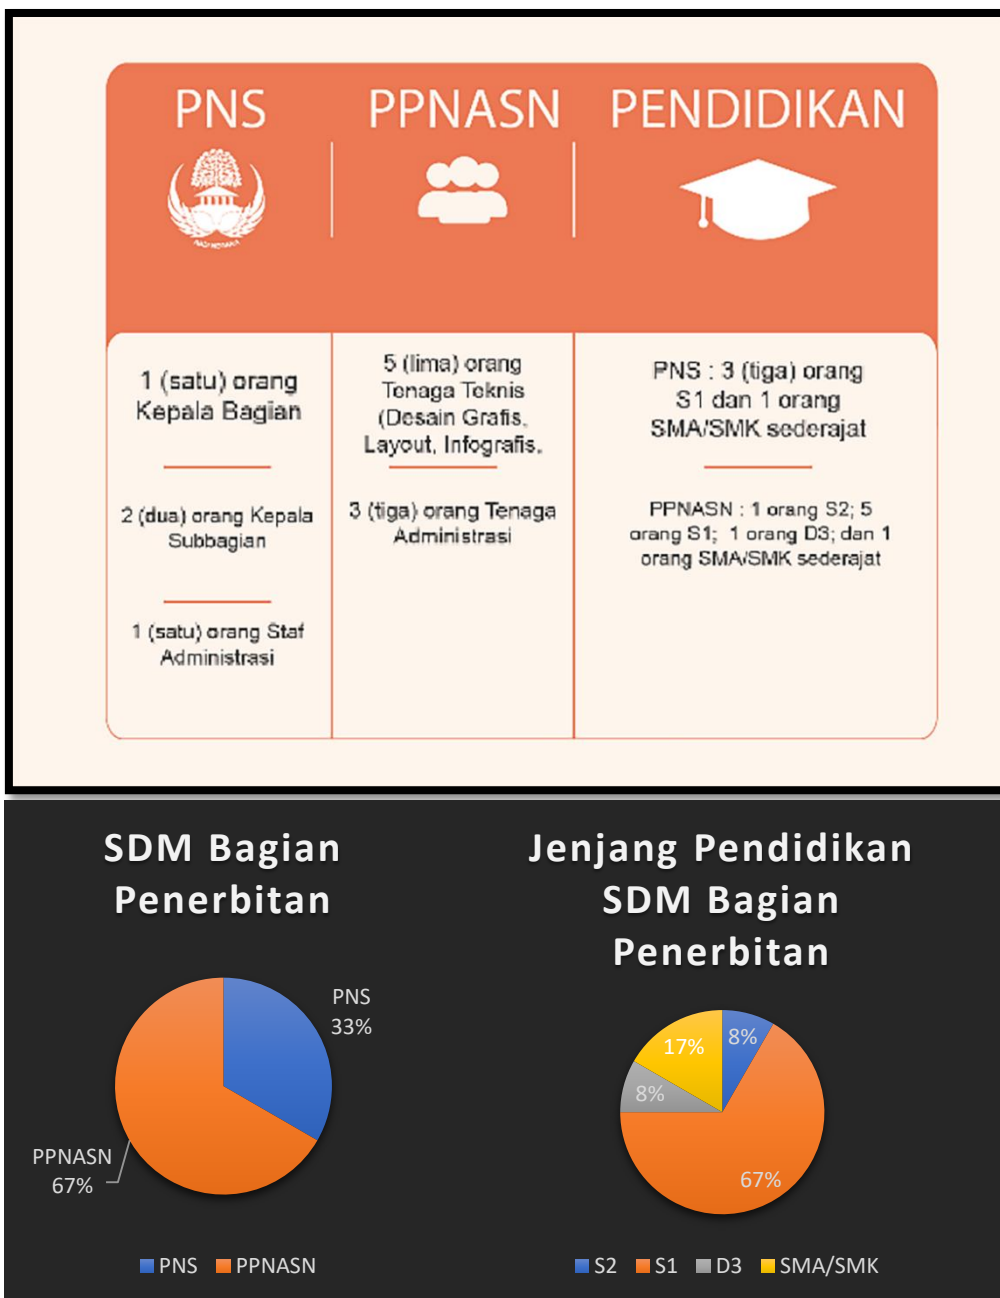 PNS
PPNASN
PENDIDIKAN
1 (satu) orang
Kepala Bagian
2 (dua) orang Kepala
Subbagian
1 (satu) orang Staf
Administrasi
5 (lima) orang
Tenaga Teknis
(Desain Grafis,
Layout, Infografis,
3 (tiga) orang Tenaga
Administrasi
PNS : 3 (tiga) orang
S1 dan 1 orang
SMA/SMK sederajat
PPNASN : 1 orang S2; 5
orang S1; 1 orang D3; dan 1
orang SMA/SMK sederajat
SDM Bagian
Penerbitan
PNS
33%
PPNASN
67%
PNS PPNASN
Jenjang Pendidikan
SDM Bagian
Penerbitan
8%
17%
8%
67%
S2 S1 D3 SMA/SMK